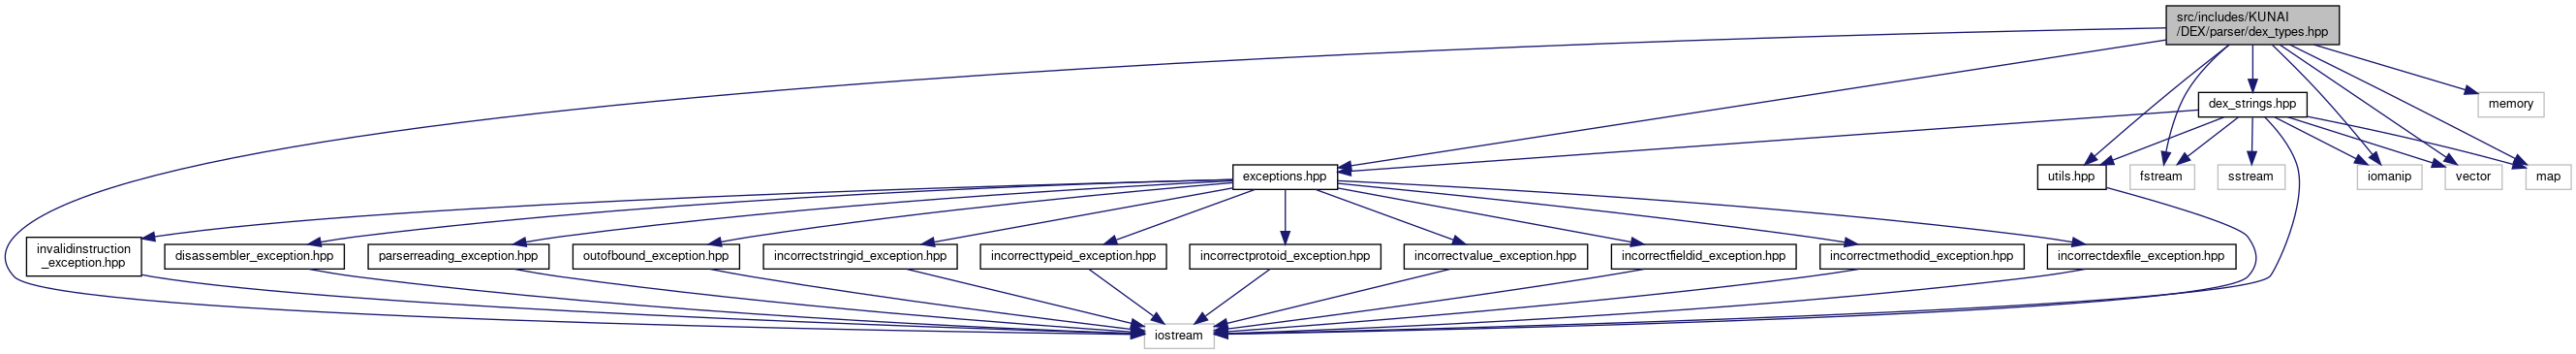 src/includes/KUNAI
/DEX/parser/dex_types.hpp
dex_strings.hpp
memory
exceptions.hpp
utils.hpp
fstream
sstream
iomanip
vector
map
invalidinstruction
_exception.hpp
disassembler_exception.hpp
parserreading_exception.hpp
outofbound_exception.hpp
incorrectstringid_exception.hpp
incorrecttypeid_exception.hpp
incorrectprotoid_exception.hpp
incorrectvalue_exception.hpp
incorrectfieldid_exception.hpp
incorrectmethodid_exception.hpp
incorrectdexfile_exception.hpp
iostream